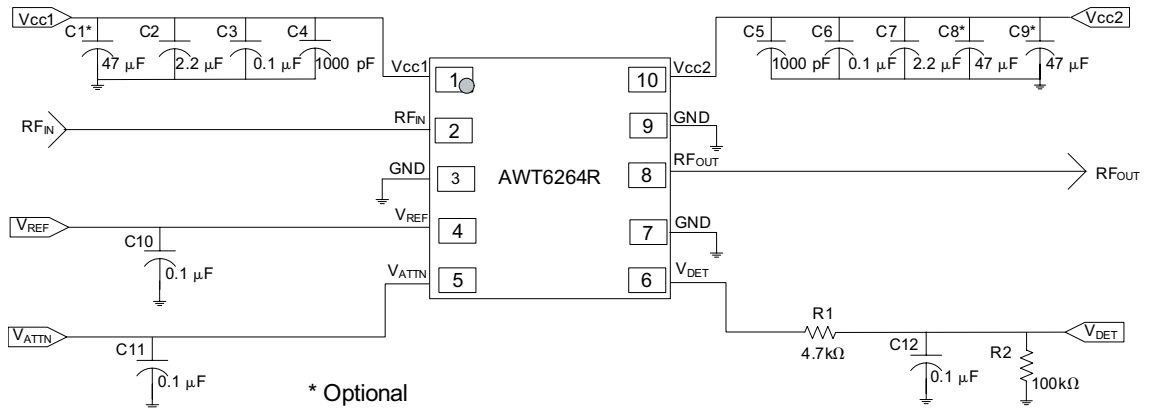 Vcc1
C1*
47 µF
C2
2.2 µF
C3
0.1 µF
C4
1000 pF
Vcc2
C5
1000 pF
C6
0.1 µF
C7
2.2 µF
C8*
47 µF
C9*
47 µF
Vcc1
1
10
Vcc2
RFIN
RFIN
2
9
GND
GND
3
AWT6264R
8
RFOUT
RFOUT
VREF
VREF
4
7
GND
C10
0.1 µF
VATTN
5
6
VDET
VATTN
C11
0.1 µF
R1
4.7kΩ
C12
0.1 µF
R2
100kΩ
VDET
* Optional